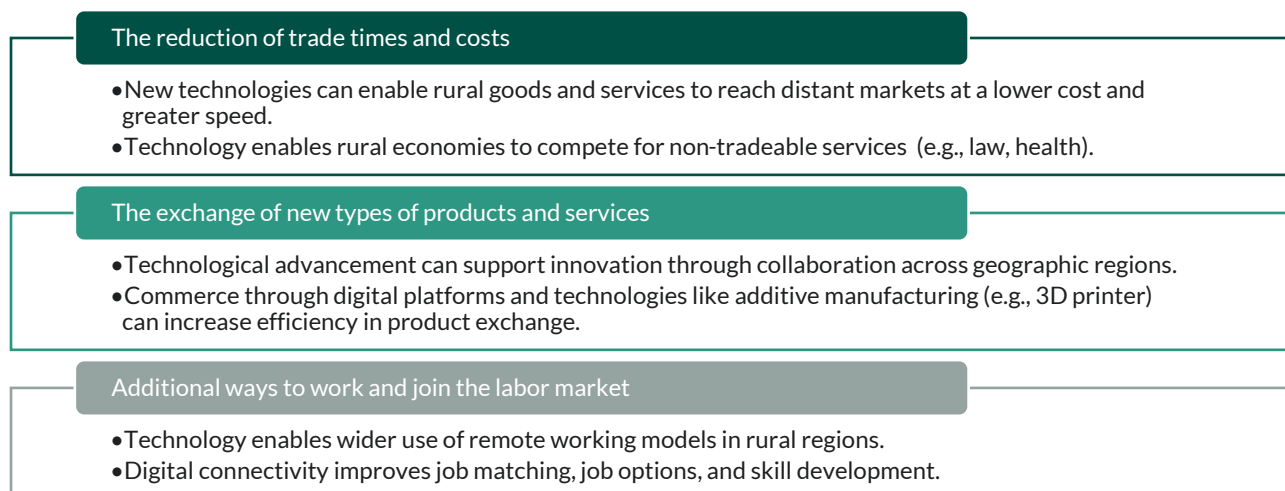 The reduction of trade times and costs
•New technologies can enable rural goods and services to reach distant markets at a lower cost and
greater speed.
•Technology enables rural economies to compete for non-tradeable services (e.g., law, health).
The exchange of new types of products and services
•Technological advancement can support innovation through collaboration across geographic regions.
•Commerce through digital platforms and technologies like additive manufacturing (e.g., 3D printer)
can increase efficiency in product exchange.
Additional ways to work and join the labor market
•Technology enables wider use of remote working models in rural regions.
•Digital connectivity improves job matching, job options, and skill development.